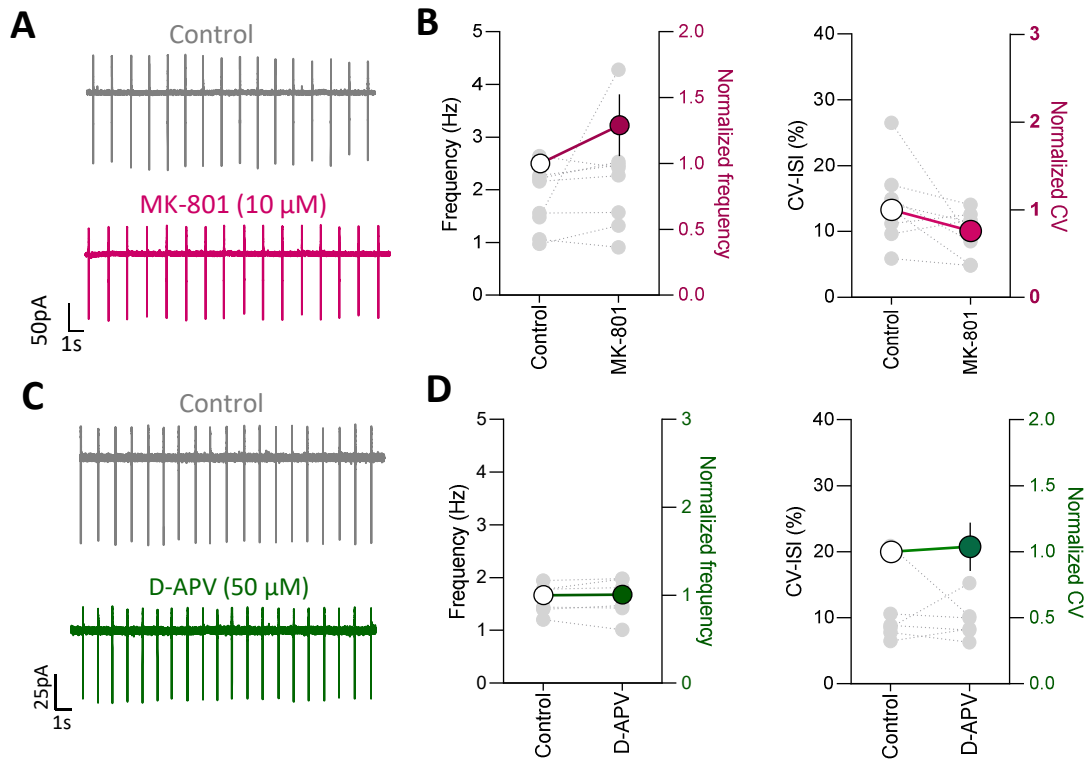 A
Control
MK-801 (10 µM)
50pA
1s
B
5
4
3
2
1
0
Frequency (Hz)
2.0
1.5
1.0
0.5
0.0
Normalized frequency
Control
MK-801
40
30
20
10
0
CV-ISI (%)
3
2
1
0
Normalized CV
Control
MK-801
C
Control
D-APV (50 µM)
25pA
1s
D
5
4
3
2
1
0
Frequency (Hz)
3
2
1
0
Normalized frequency
Control
D-APV
40
30
20
10
0
CV-ISI (%)
2.0
1.5
1.0
0.5
0.0
Normalized CV
Control
D-APV